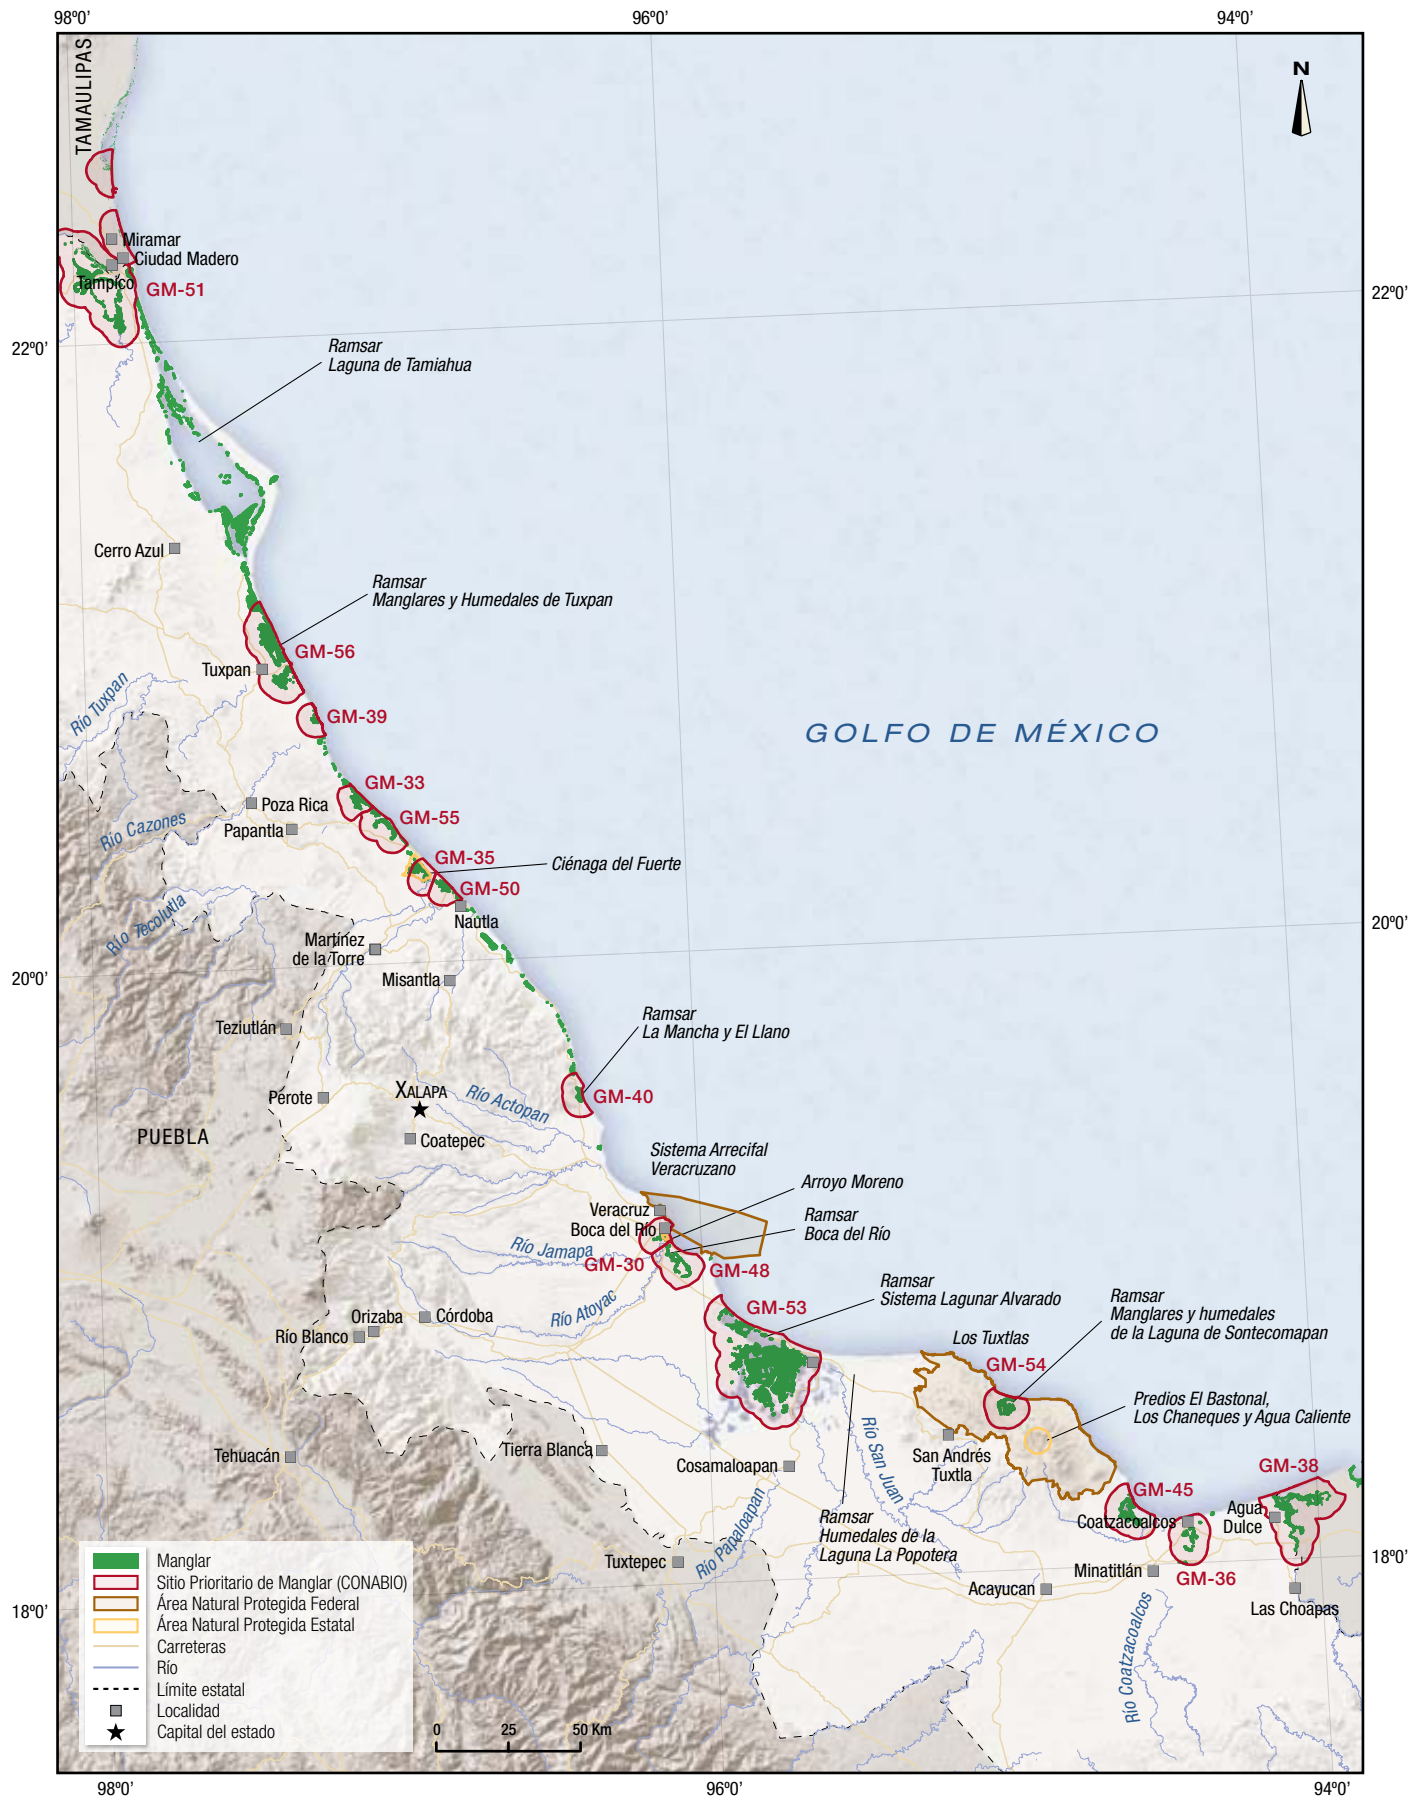 98º0'
96º0'
94º0'
TAMAULIPAS
N
Miramar
Ciudad Madero
Tampico
GM-51
22º0'
22º0'
Ramsar
Laguna de Tamiahua
Cerro Azul
Ramsar
Manglares y Humedales de Tuxpan
GM-56
Tuxpan
Río Tuxpan
GM-39
GOLFO DE MÉXICO
GM-33
Poza Rica
GM-55
Río Cazones
Papantla
GM-35
Ciénaga del Fuerte
GM-50
Nautla
20º0'
Río Tecolutla
Martínez
de la Torre
Misantla
20º0'
Ramsar
La Mancha y El Llano
Teziutlán
Perote
XALAPA
Río Actopan
GM-40
PUEBLA
Coatepec
Sistema Arrecifal
Veracruzano
Arroyo Moreno
Veracruz
Boca del Río
Ramsar
Boca del Río
Río Jamapa
GM-30
GM-48
Ramsar
Sistema Lagunar Alvarado
GM-53
Río Atoyac
Orizaba
Córdoba
Río Blanco
Ramsar
Manglares y humedales
de la Laguna de Sontecomapan
Los Tuxtlas
GM-54
Predios El Bastonal,
Los Chaneques y Agua Caliente
Tehuacán
Tierra Blanca
Cosamaloapan
Río San Juan
San Andrés
Tuxtla
GM-38
GM-45
Coatzacoalcos
Agua
Dulce
Ramsar
Humedales de la
Laguna La Popotera
Río Papaloapan
Tuxtepec
Acayucan
Minatitlán
GM-36
18º0'
Las Choapas
Río Coatzacoalcos
18º0'
Manglar
Sitio Prioritario de Manglar (CONABIO)
Área Natural Protegida Federal
Área Natural Protegida Estatal
Carreteras
Río
Límite estatal
Localidad
Capital del estado
0 25 50 Km
98º0'
96º0'
94º0'